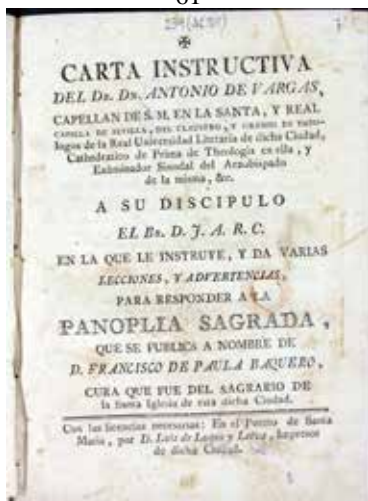 CARTA INSTRUCTIVA
DEL Dr. Dn. ANTONIO DE VARGAS,
CAPELLAN DE S. M. EN LA SANTA, Y REAL
CAPILLA DE SEVILLA, DEL CLAUSTRO, Y GREMIO DE
logos de la Real Universidad Literaria de dicha Ciudad,
Cathedratico de Prima de Theologia en ella, y
Examinador Sinodal del Arzobispado
de la misma, &c.
A SU DISCIPULO
EL Br. D. J. A. R. C.
EN LA QUE LE INSTRUYE, Y DA VARIAS
LECCIONES, Y ADVERTENCIAS,
PARA RESPONDER A LA
PANOPLIA SAGRADA,
QUE SE PUBLICA A NOMBRE DE
D. FRANCISCO DE PAULA BAQUERO,
CURA QUE FUE DEL SAGRARIO DE
la Santa Iglesia de esta dicha Ciudad.
Con las licencias necesarias: En el Puerto de Santa
Maria, por D. Luis de Luque y Leiva, Impresor
de dicha Ciudad.